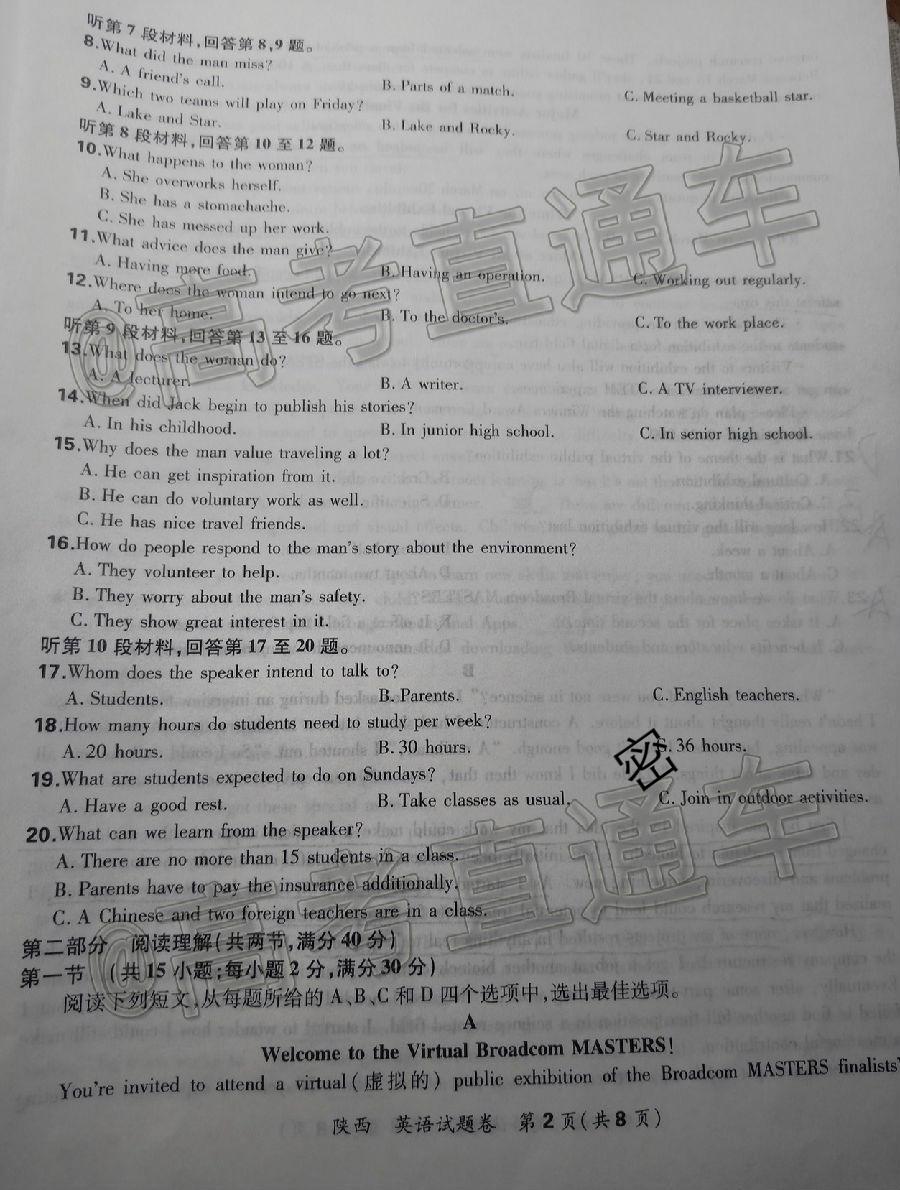 听第 7 段材料,回答第 8,9 题。
8.What did the man miss?
A. A friend's call. B. Parts of a match. C. Meeting a basketball star.
9.Which two teams will play on Friday?
A. Lake and Star. B. Lake and Rocky. C. Star and Rocky.
听第 8 段材料,回答第 10 至 12 题。
10.What happens to the woman?
A. She overworks herself.
B. She has a stomachache.
C. She has messed up her work.
11.What advice does the man give?
A. Having more food. B. Having an operation. C. Working out regularly.
12.Where does the woman intend to go next?
A. To her home. B. To the doctor's. C. To the work place.
听第 9 段材料,回答第 13 至 16 题。
13.What does the woman do?
A. A lecturer. B. A writer. C. A TV interviewer.
14.When did Jack begin to publish his stories?
A. In his childhood. B. In junior high school. C. In senior high school.
15.Why does the man value traveling a lot?
A. He can get inspiration from it.
B. He can do voluntary work as well.
C. He has nice travel friends.
16.How do people respond to the man's story about the environment?
A. They volunteer to help.
B. They worry about the man's safety.
C. They show great interest in it.
听第 10 段材料,回答第 17 至 20 题。
17.Whom does the speaker intend to talk to?
A. Students. B. Parents. C. English teachers.
18.How many hours do students need to study per week?
A. 20 hours. B. 30 hours. C. 36 hours.
密
19.What are students expected to do on Sundays?
A. Have a good rest. B. Take classes as usual. C. Join in outdoor activities.
20.What can we learn from the speaker?
A. There are no more than 15 students in a class.
B. Parents have to pay the insurance additionally.
C. A Chinese and two foreign teachers are in a class.
第二部分 阅读理解(共两节,满分 40 分)
第一节 (共 15 小题;每小题 2 分,满分 30 分)
阅读下列短文,从每题所给的 A、B、C 和 D 四个选项中,选出最佳选项。
A
Welcome to the Virtual Broadcom MASTERS!
You're invited to attend a virtual(虚拟的) public exhibition of the Broadcom MASTERS finalists'
陕西 英语试题卷 第 2 页(共 8 页)
@高考直通车
@高考直通车